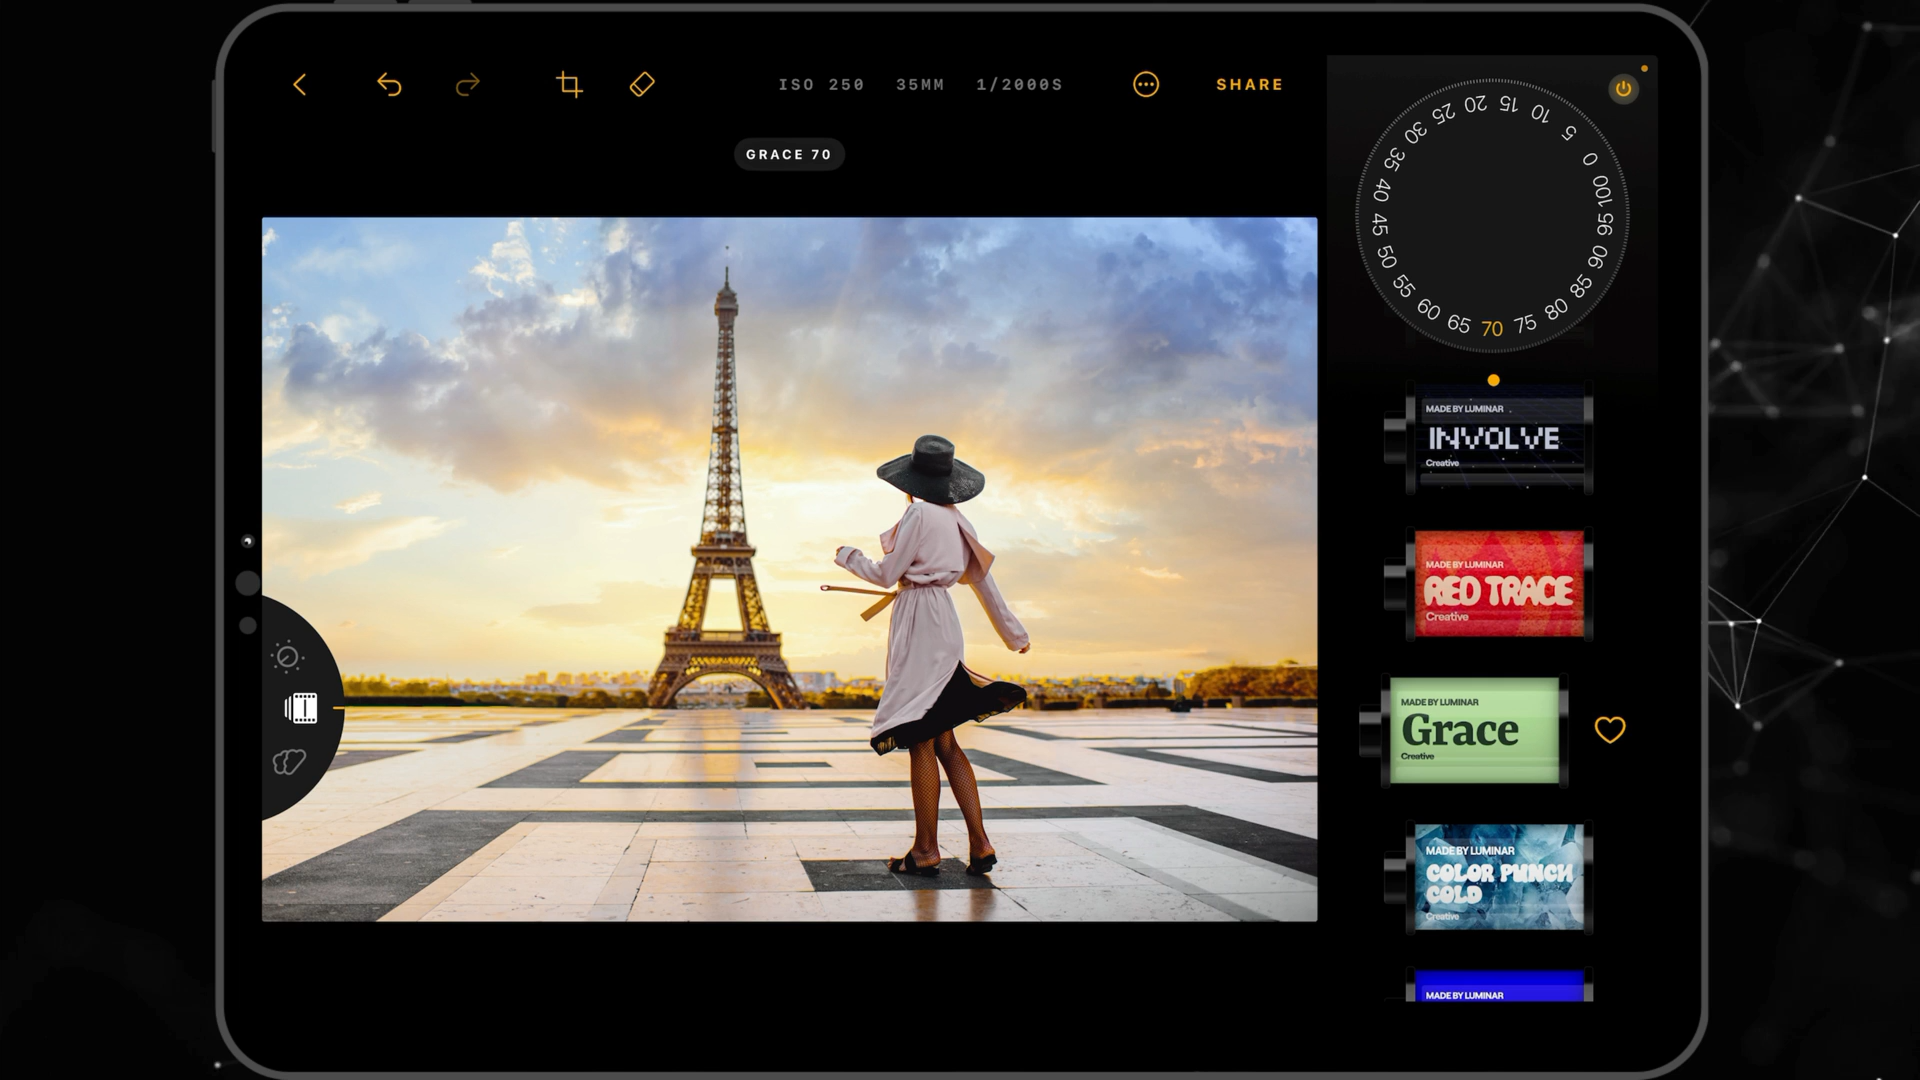 ISO 250 35MM 1/2000S
SHARE
GRACE 70
0 5 10 15 20 25 30 35 40 45 50 55 60 65 70 75 80 85 90 95 100
MADE BY LUMINAR
INVOLVE
Creative
MADE BY LUMINAR
RED TRACE
Creative
MADE BY LUMINAR
Grace
Creative
MADE BY LUMINAR
COLOR PUNCH
COLD
Creative
MADE BY LUMINAR